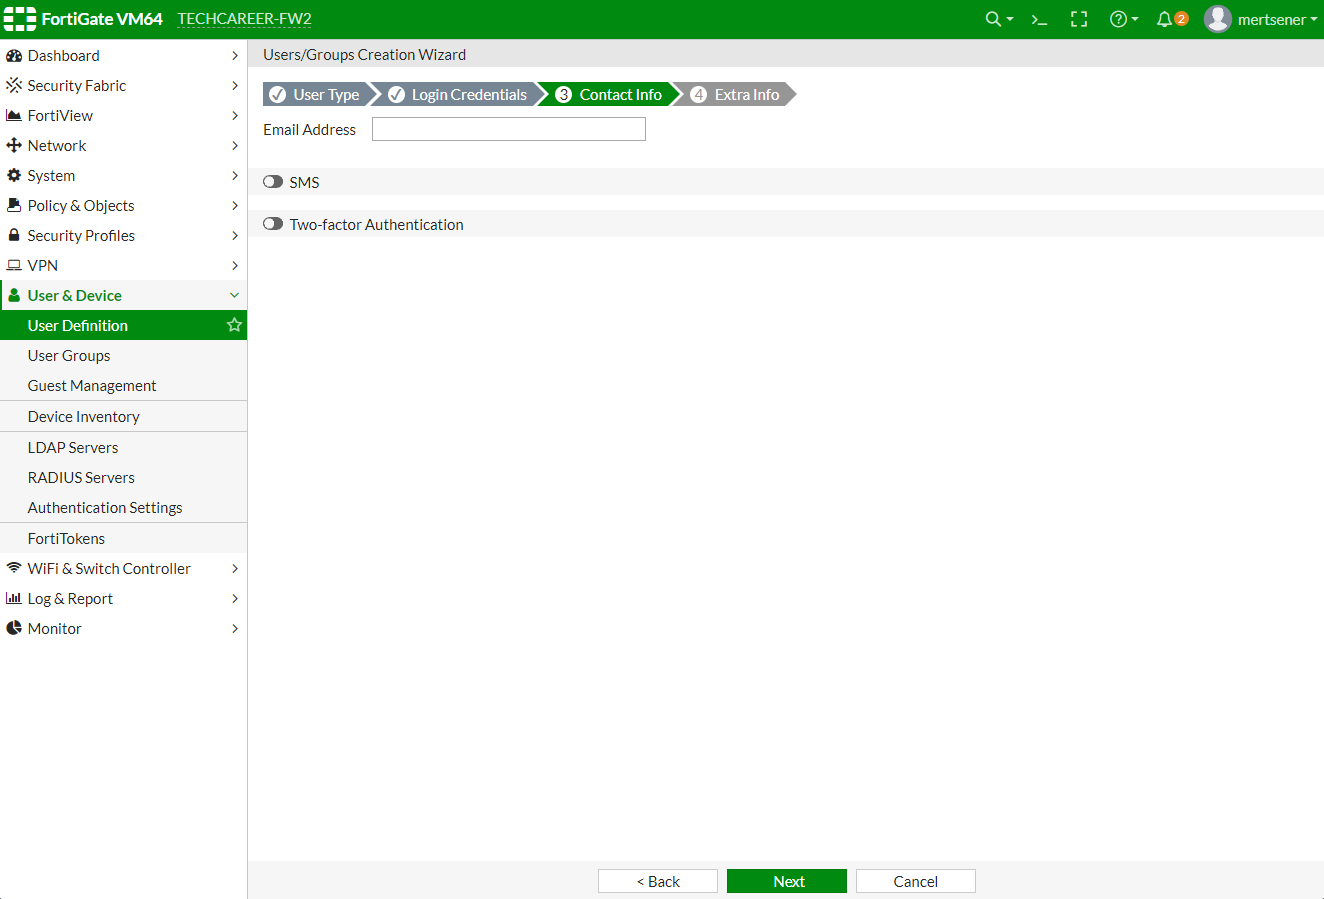 FortiGate VM64 TECHCAREER-FW2
2
mertsener
Dashboard
Security Fabric
FortiView
Network
System
Policy & Objects
Security Profiles
VPN
User & Device
User Definition
User Groups
Guest Management
Device Inventory
LDAP Servers
RADIUS Servers
Authentication Settings
FortiTokens
WiFi & Switch Controller
Log & Report
Monitor
Users/Groups Creation Wizard
User Type
Login Credentials
3 Contact Info
4 Extra Info
Email Address
SMS
Two-factor Authentication
< Back
Next
Cancel